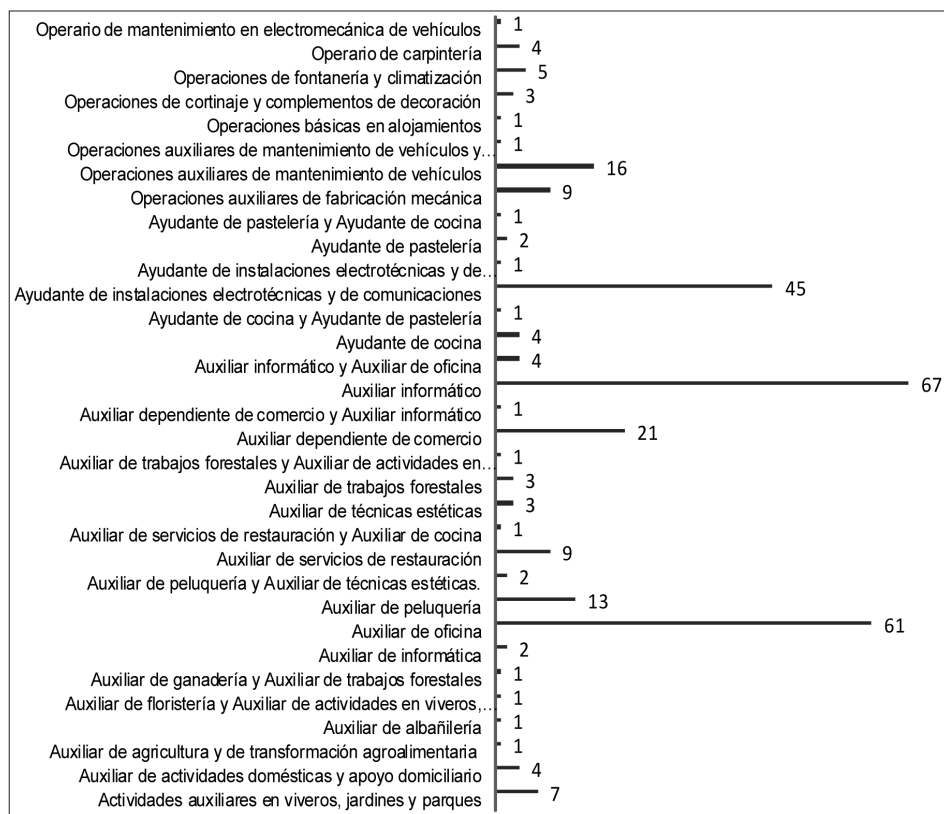 Operario de mantenimiento en electromecánica de vehículos 1
Operario de carpintería 4
Operaciones de fontanería y climatización 5
Operaciones de cortinaje y complementos de decoración 3
Operaciones básicas en alojamientos 1
Operaciones auxiliares de mantenimiento de vehículos y... 1
Operaciones auxiliares de mantenimiento de vehículos 16
Operaciones auxiliares de fabricación mecánica 9
Ayudante de pastelería y Ayudante de cocina 1
Ayudante de pastelería 2
Ayudante de instalaciones electrotécnicas y de... 1
Ayudante de instalaciones electrotécnicas y de comunicaciones 45
Ayudante de cocina y Ayudante de pastelería 1
Ayudante de cocina 4
Auxiliar informático y Auxiliar de oficina 4
Auxiliar informático 67
Auxiliar dependiente de comercio y Auxiliar informático 1
Auxiliar dependiente de comercio 21
Auxiliar de trabajos forestales y Auxiliar de actividades en... 1
Auxiliar de trabajos forestales 3
Auxiliar de técnicas estéticas 3
Auxiliar de servicios de restauración y Auxiliar de cocina 1
Auxiliar de servicios de restauración 9
Auxiliar de peluquería y Auxiliar de técnicas estéticas. 2
Auxiliar de peluquería 13
Auxiliar de oficina 61
Auxiliar de informática 2
Auxiliar de ganadería y Auxiliar de trabajos forestales 1
Auxiliar de floristería y Auxiliar de actividades en viveros,... 1
Auxiliar de albañilería 1
Auxiliar de agricultura y de transformación agroalimentaria 1
Auxiliar de actividades domésticas y apoyo domiciliario 4
Actividades auxiliares en viveros, jardines y parques 7